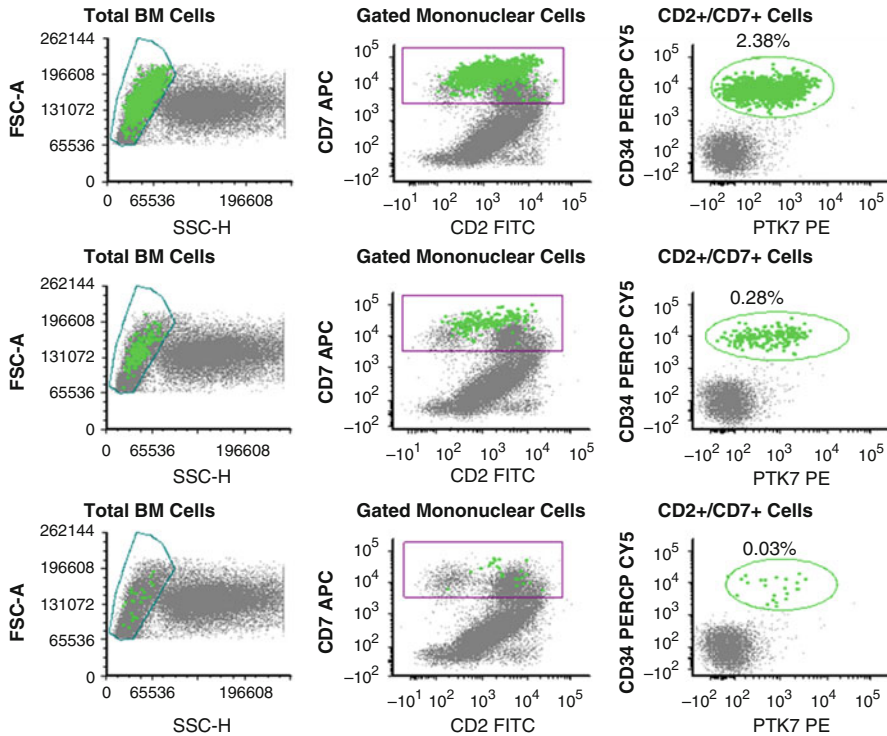 Total BM Cells
Gated Mononuclear Cells
CD2+/CD7+ Cells
FSC-A
262144
196608
131072
65536
0
0 65536 196608
SSC-H
CD7 APC
10^5
10^4
10^3
10^2
−10^2
−10^1 10^2 10^3 10^4 10^5
CD2 FITC
CD34 PERCP CY5
2.38%
10^5
10^4
10^3
10^2
−10^2
−10^2 10^2 10^3 10^4 10^5
PTK7 PE
Total BM Cells
Gated Mononuclear Cells
CD2+/CD7+ Cells
FSC-A
262144
196608
131072
65536
0
0 65536 196608
SSC-H
CD7 APC
10^5
10^4
10^3
10^2
−10^2
−10^1 10^2 10^3 10^4 10^5
CD2 FITC
CD34 PERCP CY5
0.28%
10^5
10^4
10^3
10^2
−10^2
−10^2 10^2 10^3 10^4 10^5
PTK7 PE
Total BM Cells
Gated Mononuclear Cells
CD2+/CD7+ Cells
FSC-A
262144
196608
131072
65536
0
0 65536 196608
SSC-H
CD7 APC
10^5
10^4
10^3
10^2
−10^2
−10^1 10^2 10^3 10^4 10^5
CD2 FITC
CD34 PERCP CY5
0.03%
10^5
10^4
10^3
10^2
−10^2
−10^2 10^2 10^3 10^4 10^5
PTK7 PE